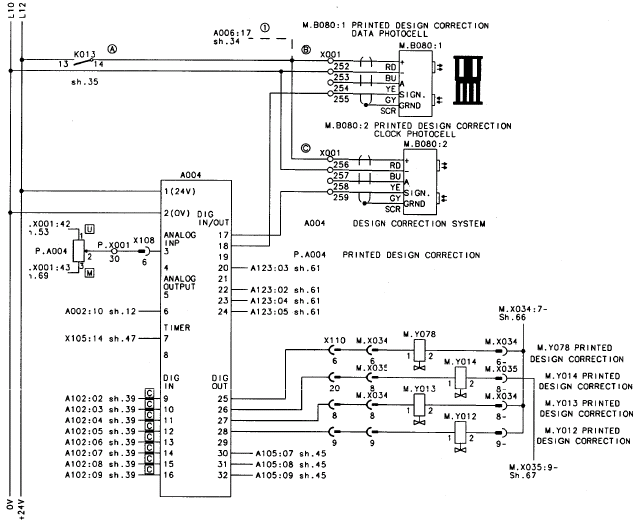 L10
L12
M.B080:1 PRINTED DESIGN CORRECTION
DATA PHOTOCELL
A006:17
sh.34
1
A
K013
13
14
sh.35
B
X001
M.B080:1
252
RD
+
-
253
BU
A
254
YE
SIGN.
255
GY
GRND
SCR
M.B080:2 PRINTED DESIGN CORRECTION
CLOCK PHOTOCELL
C
X001
M.B080:2
256
RD
+
-
257
BU
A
258
YE
SIGN.
259
GY
GRND
SCR
A004 DESIGN CORRECTION SYSTEM
P.A004 PRINTED DESIGN CORRECTION
A004
1(24V)
2(0V)
DIG
IN/OUT
ANALOG
INP
3
4
ANALOG
OUTPUT
5
6
TIMER
7
8
DIG
IN
9
10
11
12
13
14
15
16
17
18
19
20
21
22
23
24
DIG
OUT
25
26
27
28
29
30
31
32
.X001:42
.53
U
1
P.A004
2
P.X001
30
X108
6
3
.X001:43
.69
M
A123:03 sh.61
A123:02 sh.61
A123:04 sh.61
A123:05 sh.61
A002:10 sh.12
X105:14 sh.47
A102:02 sh.39 C
A102:03 sh.39 C
A102:04 sh.39 C
A102:05 sh.39 C
A102:06 sh.39 C
A102:07 sh.39 C
A102:08 sh.39 C
A102:09 sh.39
A105:07 sh.45
A105:08 sh.45
A105:09 sh.45
M.X034:7-
Sh.66
X110
M.X034
M.Y078
M.X034
6
6
1
2
6-
M.Y078 PRINTED
DESIGN CORRECTION
M.X035
M.Y014
M.X035
20
8
1
2
8-
M.Y014 PRINTED
DESIGN CORRECTION
M.X034
M.Y013
M.X034
8
8
1
2
8-
M.Y013 PRINTED
DESIGN CORRECTION
M.Y012
9
9
1
2
9-
M.Y012 PRINTED
DESIGN CORRECTION
M.X035:9-
Sh.67
0V
+24V